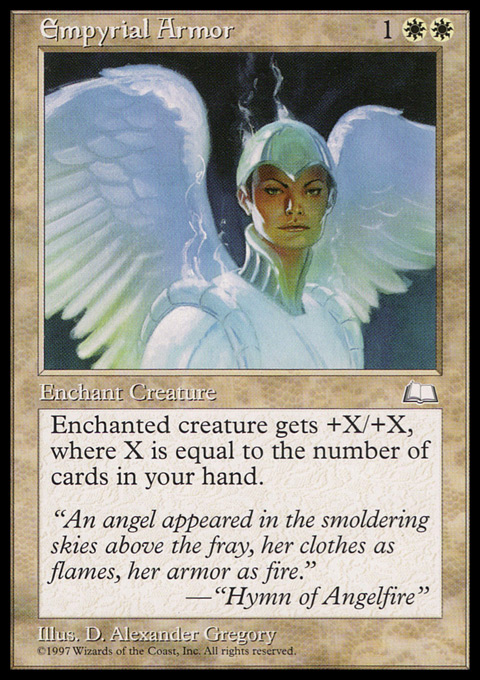 Empyrial Armor 1
Enchant Creature
Enchanted creature gets +X/+X,
where X is equal to the number of
cards in your hand.
“An angel appeared in the smoldering
skies above the fray, her clothes as
flames, her armor as fire.”
—“Hymn of Angelfire”
Illus. D. Alexander Gregory
©1997 Wizards of the Coast, Inc. All rights reserved.